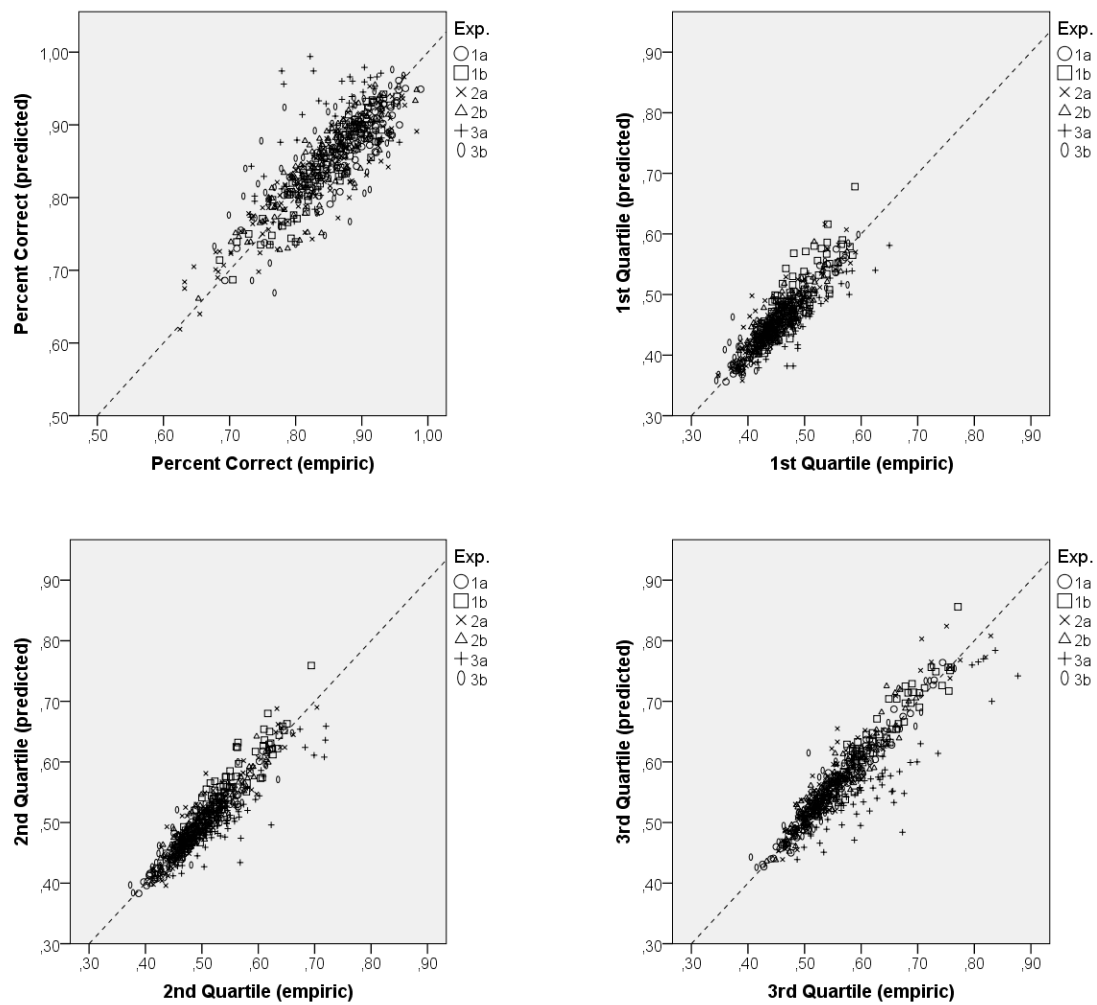 Exp.
1a
1b
2a
2b
3a
3b
1,00
,90
,80
,70
,60
,50
Percent Correct (predicted)
,50 ,60 ,70 ,80 ,90 1,00
Percent Correct (empiric)
Exp.
1a
1b
2a
2b
3a
3b
,90
,80
,70
,60
,50
,40
,30
1st Quartile (predicted)
,30 ,40 ,50 ,60 ,70 ,80 ,90
1st Quartile (empiric)
Exp.
1a
1b
2a
2b
3a
3b
,90
,80
,70
,60
,50
,40
,30
2nd Quartile (predicted)
,30 ,40 ,50 ,60 ,70 ,80 ,90
2nd Quartile (empiric)
Exp.
1a
1b
2a
2b
3a
3b
,90
,80
,70
,60
,50
,40
,30
3rd Quartile (predicted)
,30 ,40 ,50 ,60 ,70 ,80 ,90
3rd Quartile (empiric)